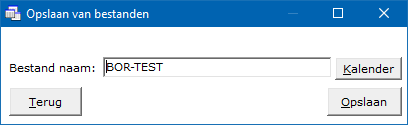 Opslaan van bestanden
Bestand naam: BOR-TEST Kalender
Terug Opslaan